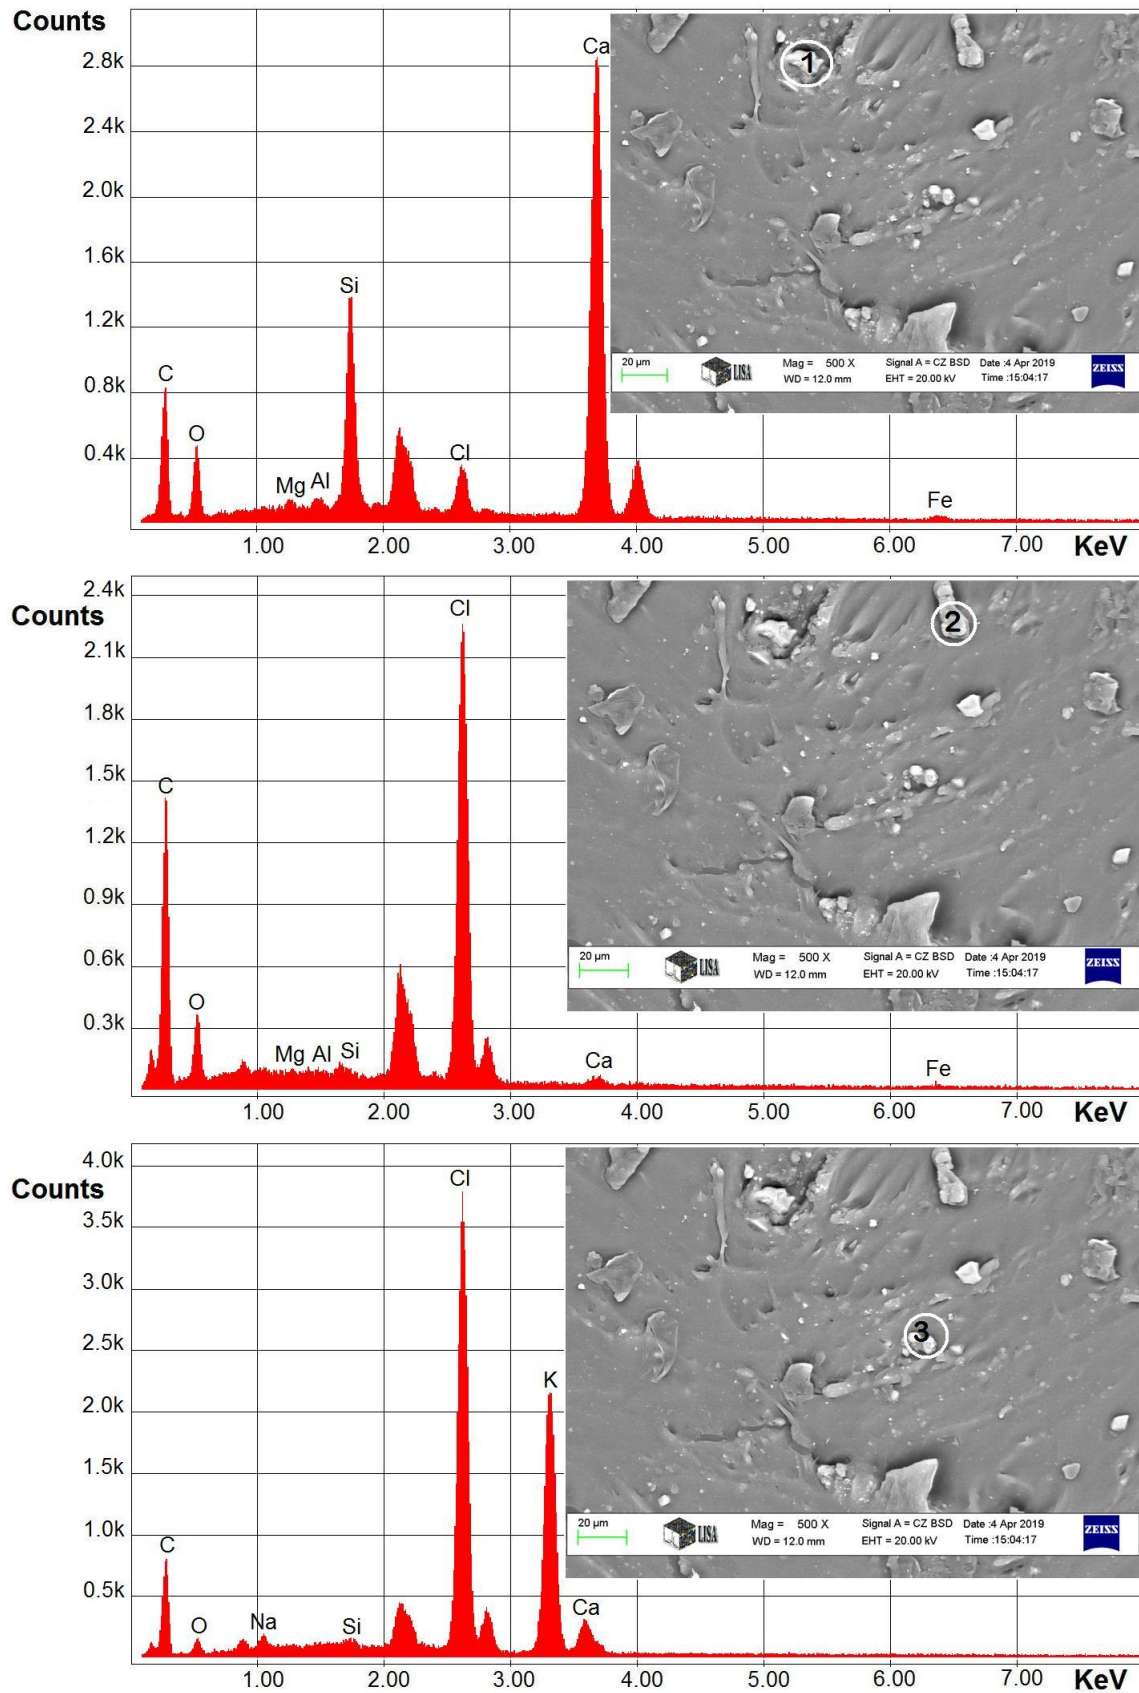 Counts
2.8k
2.4k
2.0k
1.6k
1.2k
0.8k
0.4k
C
O
Mg
Al
Si
Cl
Ca
Fe
1.00
2.00
3.00
4.00
5.00
6.00
7.00
KeV
1
20 µm
LISA
Mag = 500 X
WD = 12.0 mm
Signal A = CZ BSD
EHT = 20.00 kV
Date :4 Apr 2019
Time :15:04:17
ZEISS
2.4k
Counts
2.1k
1.8k
1.5k
1.2k
0.9k
0.6k
0.3k
C
O
Mg
Al
Si
Cl
Ca
Fe
1.00
2.00
3.00
4.00
5.00
6.00
7.00
KeV
2
20 µm
LISA
Mag = 500 X
WD = 12.0 mm
Signal A = CZ BSD
EHT = 20.00 kV
Date :4 Apr 2019
Time :15:04:17
ZEISS
4.0k
Counts
3.5k
3.0k
2.5k
2.0k
1.5k
1.0k
0.5k
C
O
Na
Si
Cl
K
Ca
1.00
2.00
3.00
4.00
5.00
6.00
7.00
KeV
3
20 µm
LISA
Mag = 500 X
WD = 12.0 mm
Signal A = CZ BSD
EHT = 20.00 kV
Date :4 Apr 2019
Time :15:04:17
ZEISS